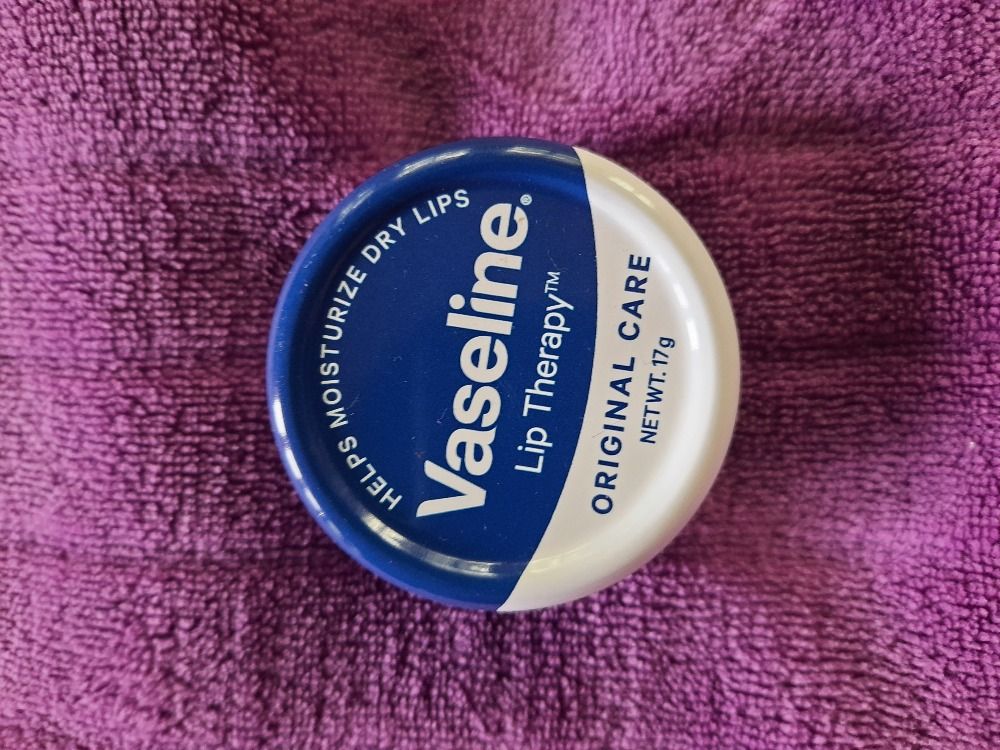 HELPS MOISTURIZE DRY LIPS
Vaseline®
Lip Therapy™
ORIGINAL CARE
NET WT. 17g